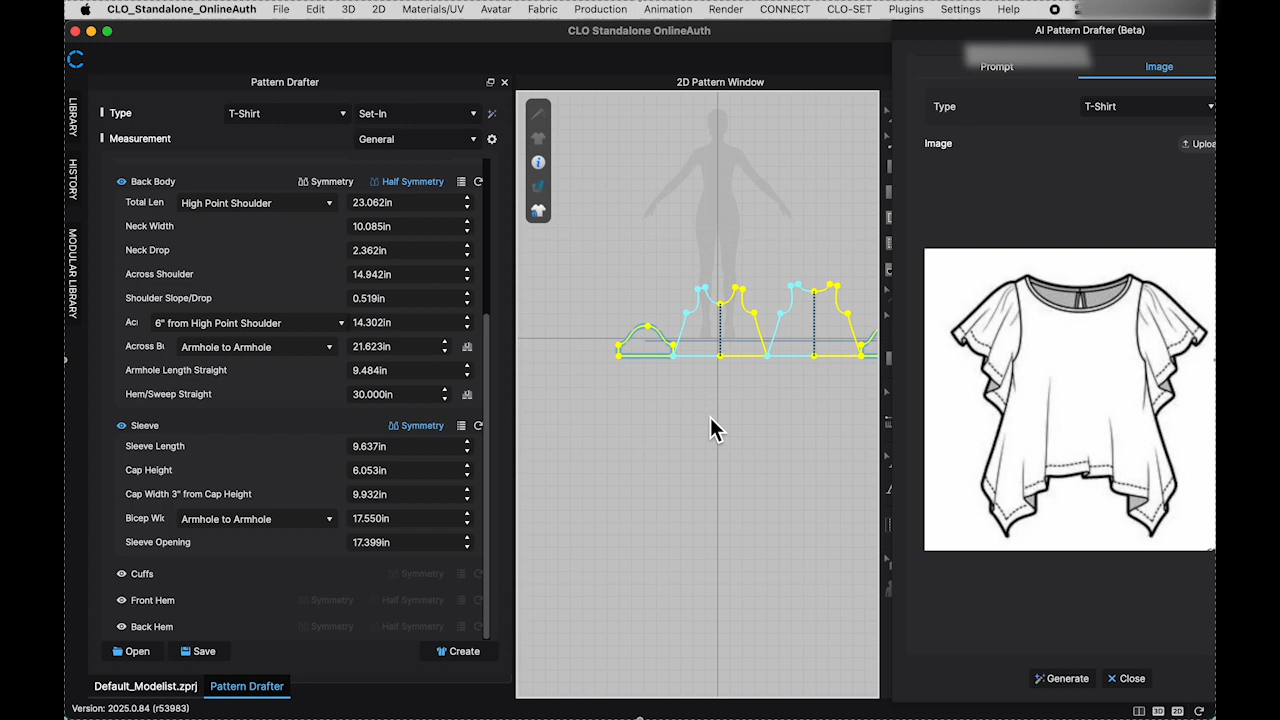 CLO_Standalone_OnlineAuth File Edit 3D 2D Materials/UV Avatar Fabric Production Animation Render CONNECT CLO-SET Plugins Settings Help
CLO Standalone OnlineAuth
AI Pattern Drafter (Beta)
Prompt Image
Pattern Drafter
2D Pattern Window
LIBRARY
HISTORY
MODULAR LIBRARY
Type T-Shirt Set-In
Measurement General
Back Body Symmetry Half Symmetry
Total Len High Point Shoulder 23.062in
Neck Width 10.085in
Neck Drop 2.362in
Across Shoulder 14.942in
Shoulder Slope/Drop 0.519in
6" from High Point Shoulder 14.302in
Across Armhole to Armhole 21.623in
Armhole Length Straight 9.484in
Hem/Sweep Straight 30.000in
Sleeve Symmetry
Sleeve Length 9.637in
Cap Height 6.053in
Cap Width 3" from Cap Height 9.932in
Bicep Armhole to Armhole 17.550in
Sleeve Opening 17.399in
Cuffs Symmetry
Front Hem Symmetry Half Symmetry
Back Hem Symmetry Half Symmetry
Open Save Create
Default_Modelist.zprj Pattern Drafter
Version: 2025.0.84 (r53983)
Type T-Shirt
Image Uploa
Generate Close
3D 2D